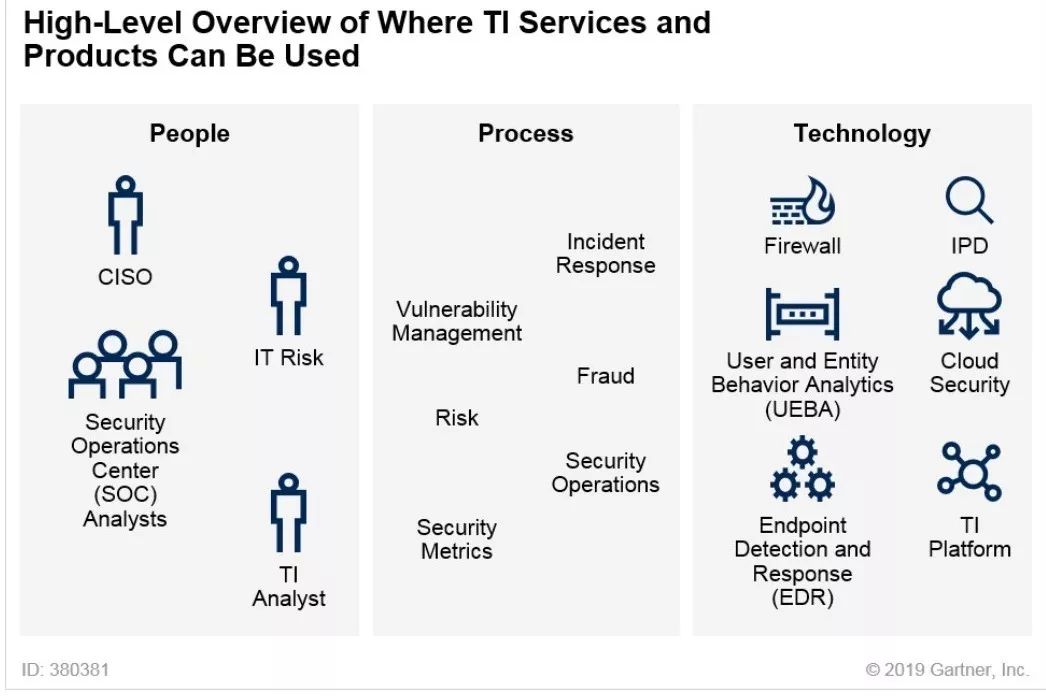 High-Level Overview of Where TI Services and
Products Can Be Used
People
CISO
IT Risk
Security
Operations
Center
(SOC)
Analysts
TI
Analyst
Process
Incident
Response
Vulnerability
Management
Fraud
Risk
Security
Operations
Security
Metrics
Technology
Firewall
IPD
User and Entity
Behavior Analytics
(UEBA)
Cloud
Security
Endpoint
Detection and
Response
(EDR)
TI
Platform
ID: 380381
© 2019 Gartner, Inc.